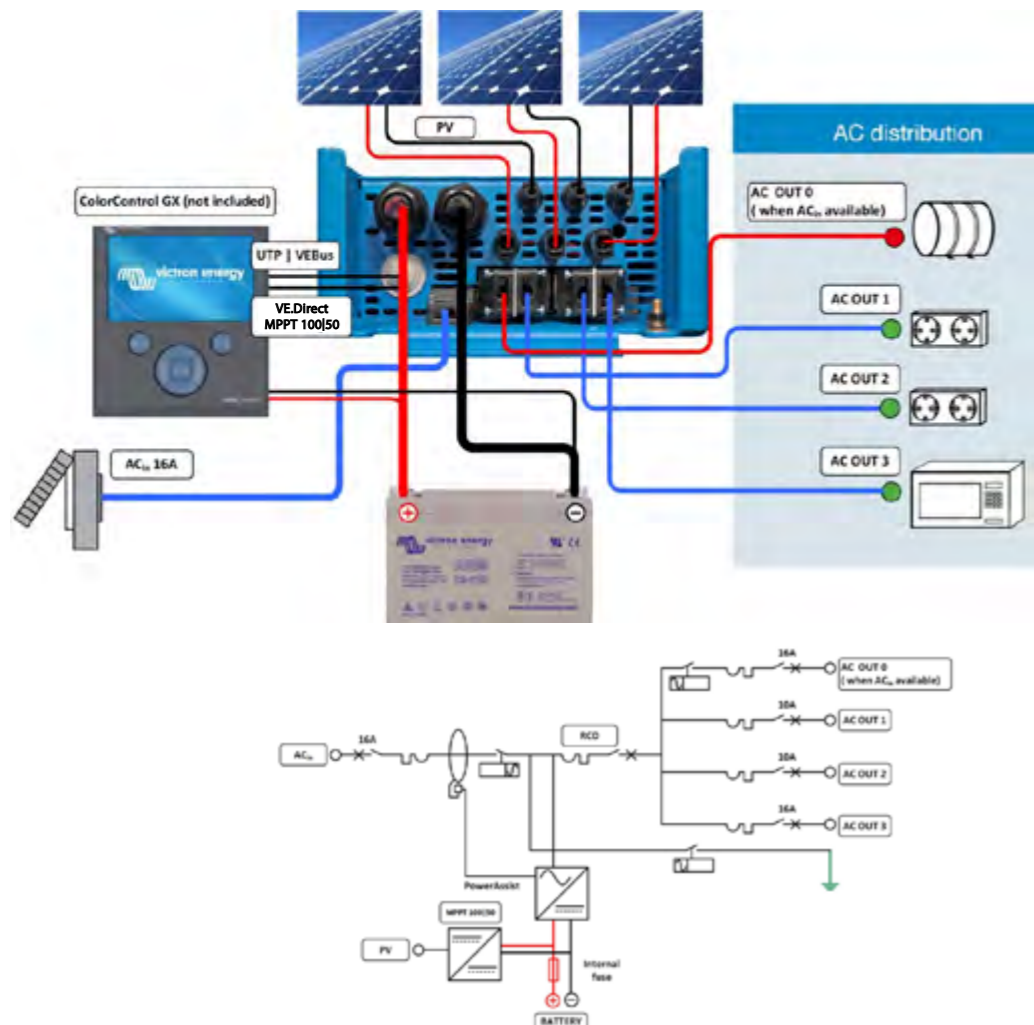 PV
AC distribution
ColorControl GX (not included)
AC OUT 0
( when ACin available)
UTP | VEBus
victron energy
VE.Direct
MPPT 100|50
AC OUT 1
AC OUT 2
ACin 16A
AC OUT 3
victron energy
16A
AC OUT 0
( when ACin available)
16A
RCD
10A
ACin
AC OUT 1
10A
AC OUT 2
16A
AC OUT 3
PowerAssist
MPPT 100|50
PV
Internal
fuse
BATTERY